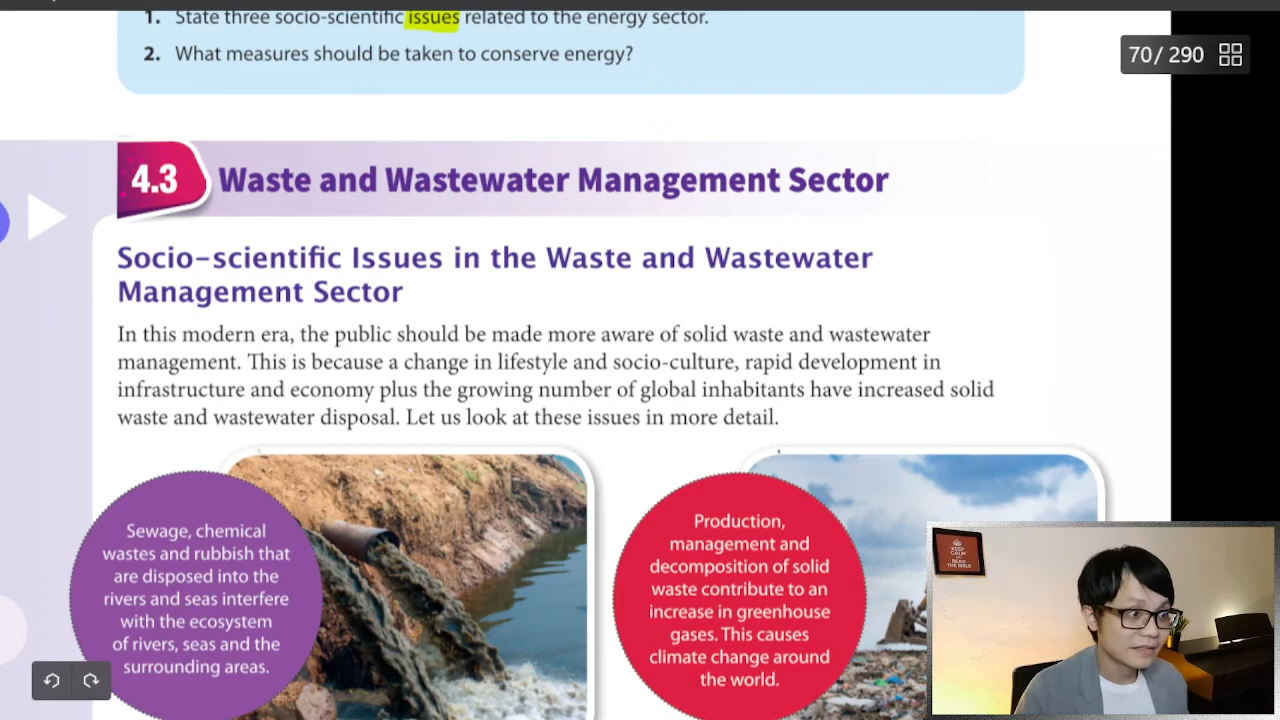 1. State three socio-scientific issues related to the energy sector.
2. What measures should be taken to conserve energy?
70/ 290
4.3 Waste and Wastewater Management Sector
Socio-scientific Issues in the Waste and Wastewater
Management Sector
In this modern era, the public should be made more aware of solid waste and wastewater
management. This is because a change in lifestyle and socio-culture, rapid development in
infrastructure and economy plus the growing number of global inhabitants have increased solid
waste and wastewater disposal. Let us look at these issues in more detail.
Sewage, chemical
wastes and rubbish that
are disposed into the
rivers and seas interfere
with the ecosystem
of rivers, seas and the
surrounding areas.
Production,
management and
decomposition of solid
waste contribute to an
increase in greenhouse
gases. This causes
climate change around
the world.
KEEP
CALM
AND
READ
THE BIBLE